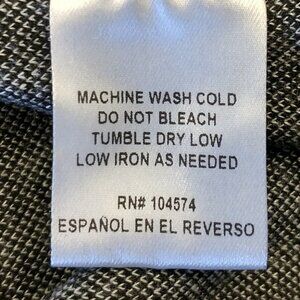 MACHINE WASH COLD
DO NOT BLEACH
TUMBLE DRY LOW
LOW IRON AS NEEDED
RN# 104574
ESPAÑOL EN EL REVERSO